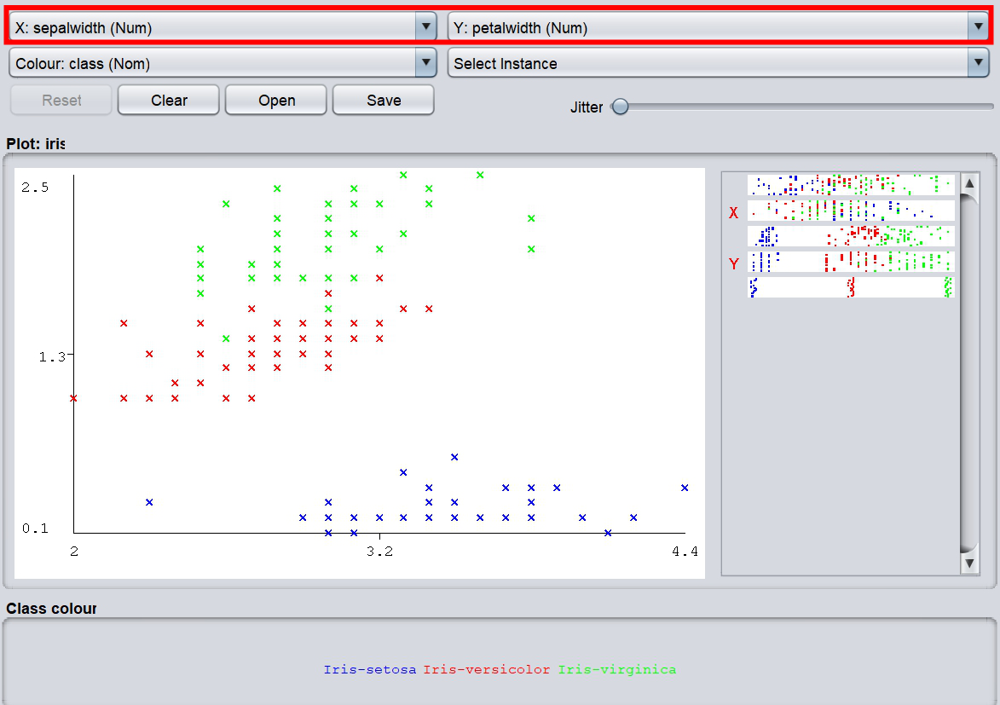 X: sepalwidth (Num) Y: petalwidth (Num)
Colour: class (Nom) Select Instance
Reset Clear Open Save Jitter
Plot: iris
2.5
X
Y
1.3
0.1
2 3.2 4.4
Class colour
Iris-setosa Iris-versicolor Iris-virginica